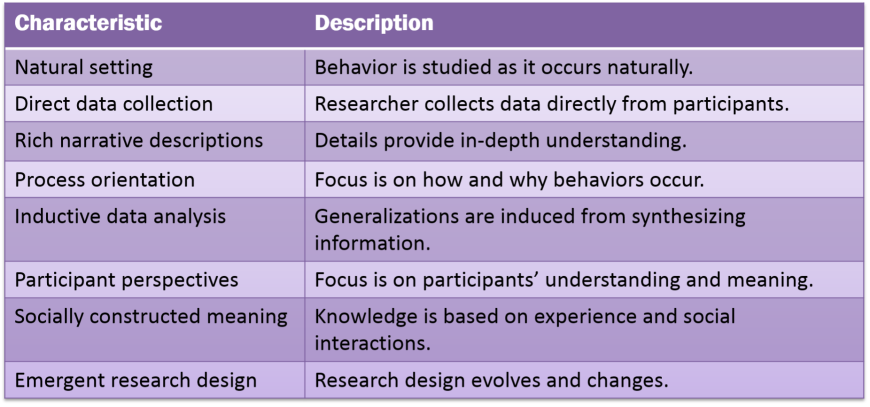 Characteristic Description
Natural setting Behavior is studied as it occurs naturally.
Direct data collection Researcher collects data directly from participants.
Rich narrative descriptions Details provide in-depth understanding.
Process orientation Focus is on how and why behaviors occur.
Inductive data analysis Generalizations are induced from synthesizing
information.
Participant perspectives Focus is on participants’ understanding and meaning.
Socially constructed meaning Knowledge is based on experience and social
interactions.
Emergent research design Research design evolves and changes.